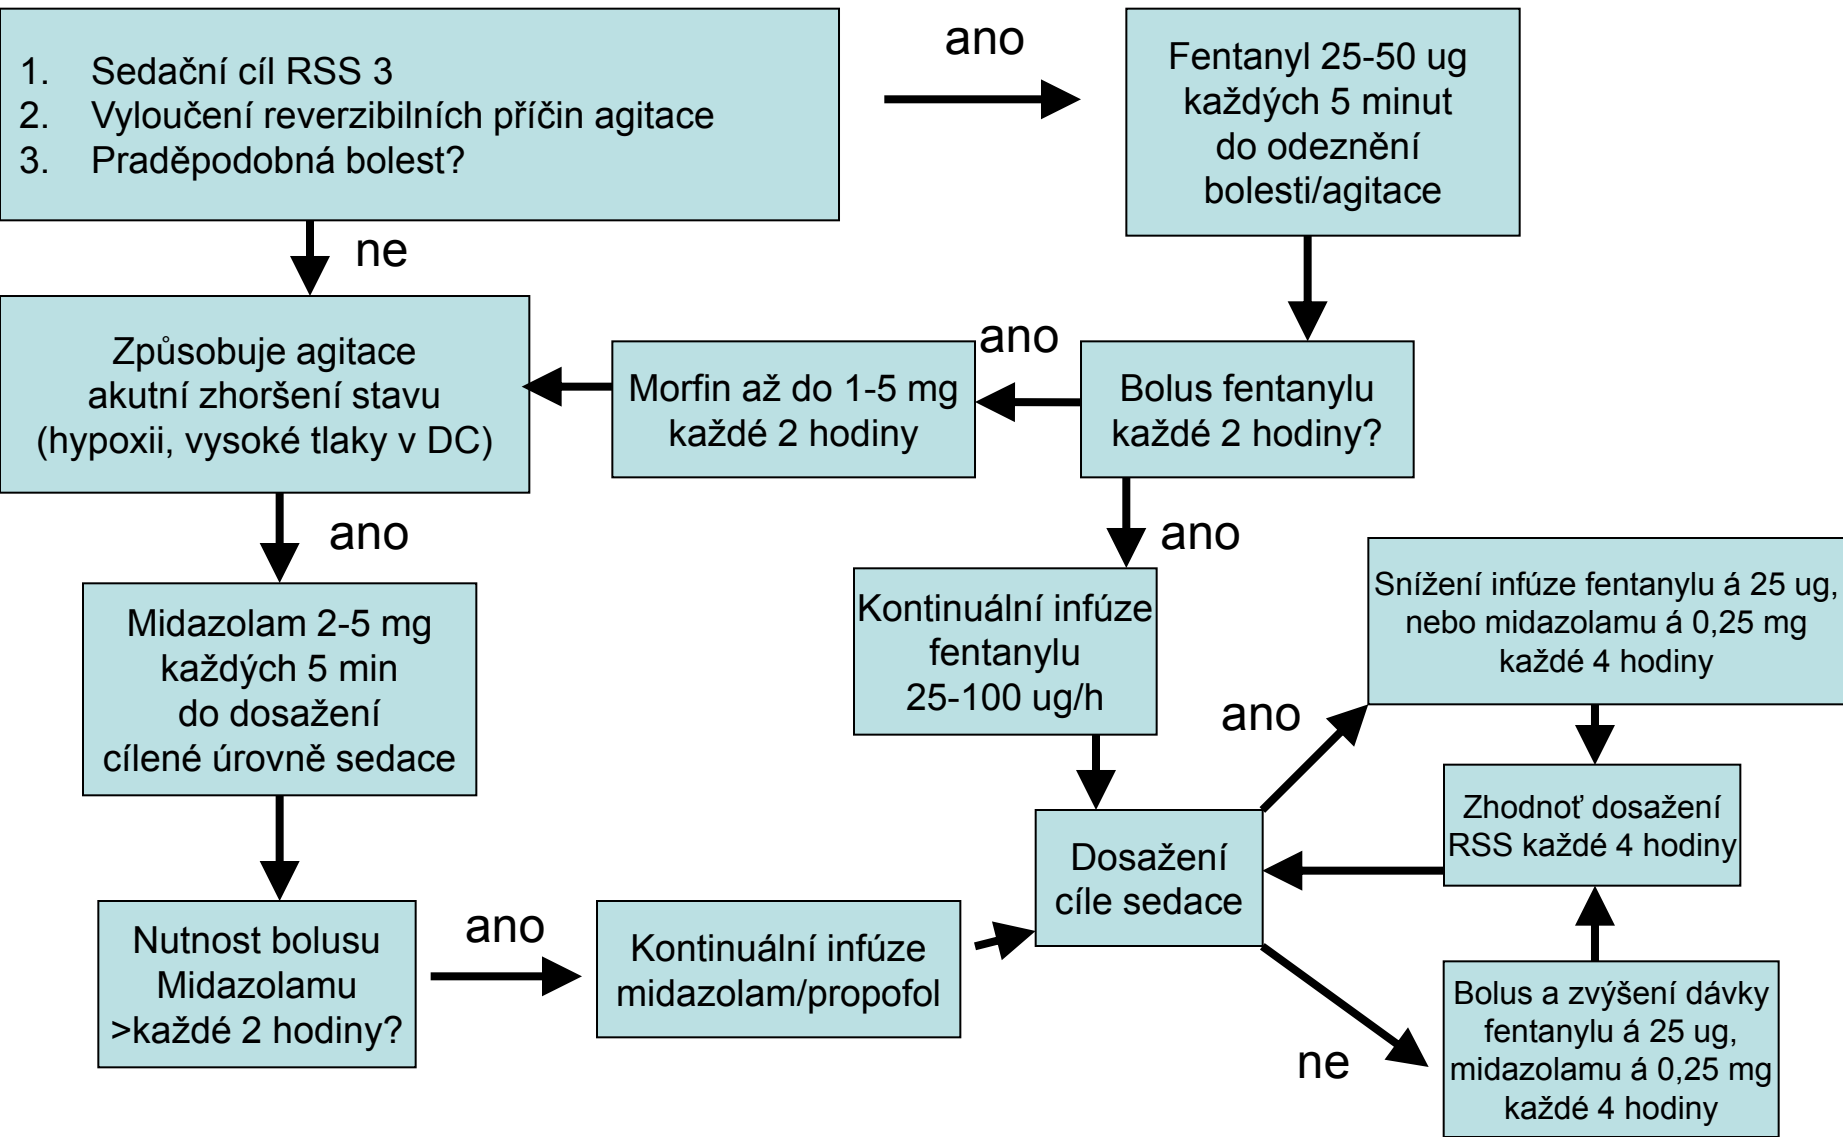 1. Sedační cíl RSS 3
2. Vyloučení reverzibilních příčin agitace
3. Praděpodobná bolest?
ano
Fentanyl 25-50 ug
každých 5 minut
do odeznění
bolesti/agitace
ne
Způsobuje agitace
akutní zhoršení stavu
(hypoxii, vysoké tlaky v DC)
Morfin až do 1-5 mg
každé 2 hodiny
ano
Bolus fentanylu
každé 2 hodiny?
ano
ano
Midazolam 2-5 mg
každých 5 min
do dosažení
cílené úrovně sedace
Kontinuální infúze
fentanylu
25-100 ug/h
Snížení infúze fentanylu á 25 ug,
nebo midazolamu á 0,25 mg
každé 4 hodiny
ano
Zhodnoť dosažení
RSS každé 4 hodiny
Dosažení
cíle sedace
Nutnost bolusu
Midazolamu
>každé 2 hodiny?
ano
Kontinuální infúze
midazolam/propofol
ne
Bolus a zvýšení dávky
fentanylu á 25 ug,
midazolamu á 0,25 mg
každé 4 hodiny